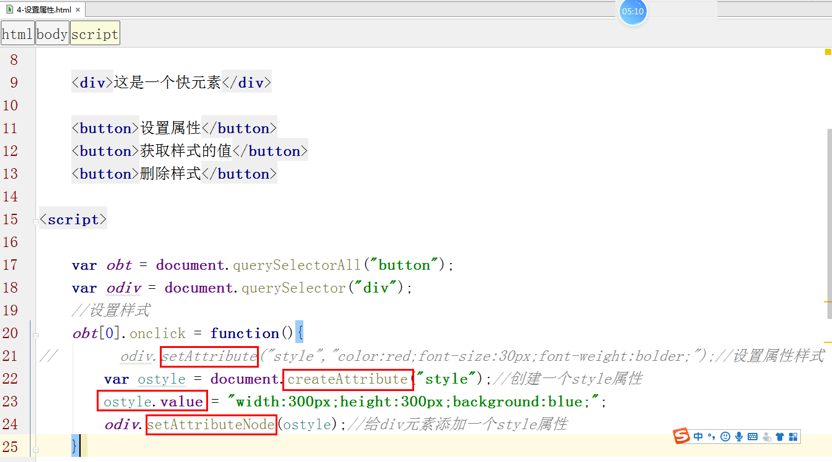 4-设置属性.html ×
05:10
html body script
8
9 <div>这是一个快元素</div>
10
11 <button>设置属性</button>
12 <button>获取样式的值</button>
13 <button>删除样式</button>
14
15 <script>
16
17 var obt = document.querySelectorAll("button");
18 var odiv = document.querySelector("div");
19 //设置样式
20 obt[0].onclick = function(){
21 // odiv.setAttribute("style","color:red;font-size:30px;font-weight:bolder;");//设置属性样式
22 var ostyle = document.createAttribute("style");//创建一个style属性
23 ostyle.value = "width:300px;height:300px;background:blue;";
24 odiv.setAttributeNode(ostyle);//给div元素添加一个style属性
25 }
S 中